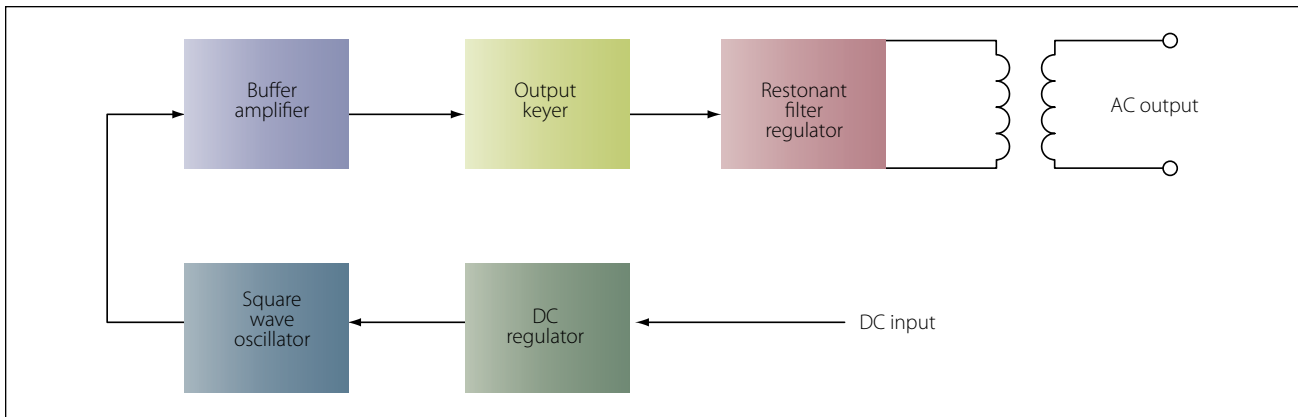 Buffer
amplifier
Output
keyer
Restonant
filter
regulator
AC output
Square
wave
oscillator
DC
regulator
DC input